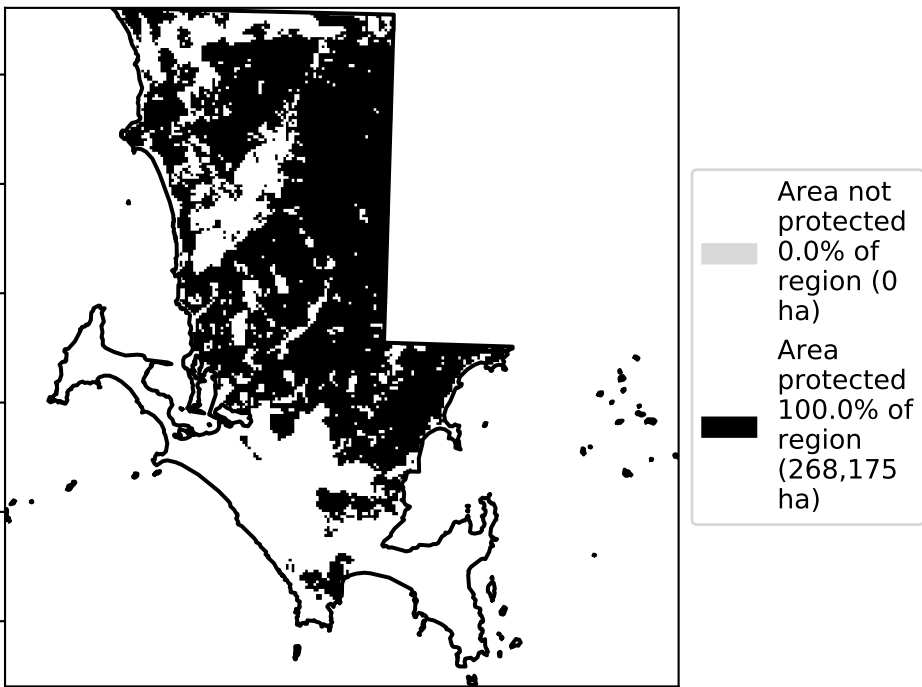 Area not
protected
0.0% of
region (0
ha)
Area
protected
100.0% of
region
(268,175
ha)